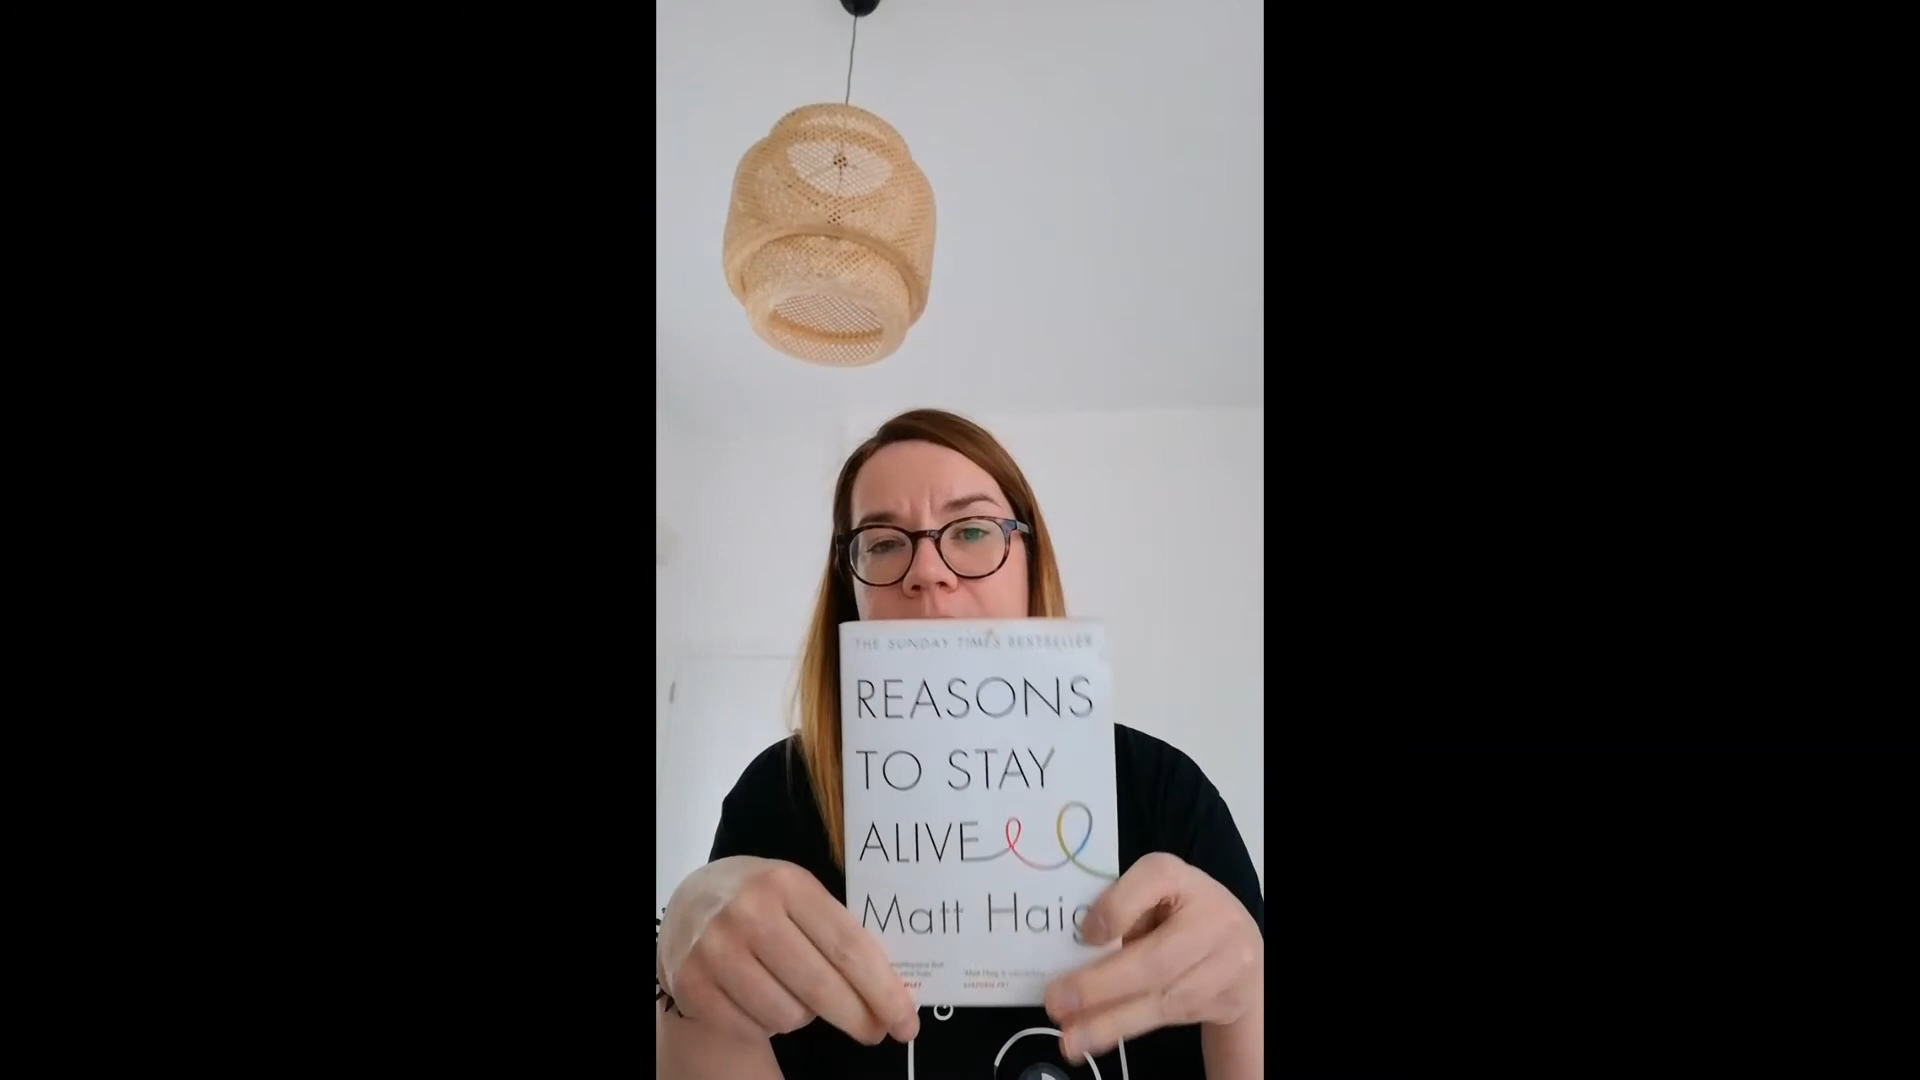 THE SUNDAY TIMES BESTSELLER
REASONS
TO STAY
ALIVE
Matt Haig